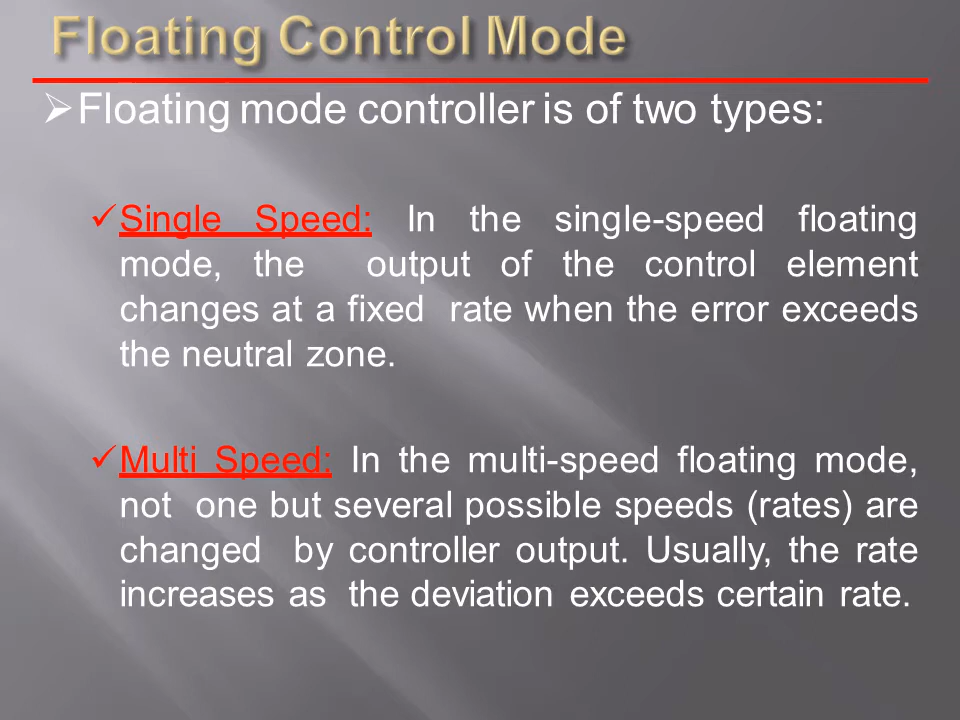 Floating Control Mode
➢Floating mode controller is of two types:
✓Single Speed: In the single-speed floating
mode, the output of the control element
changes at a fixed rate when the error exceeds
the neutral zone.
✓Multi Speed: In the multi-speed floating mode,
not one but several possible speeds (rates) are
changed by controller output. Usually, the rate
increases as the deviation exceeds certain rate.